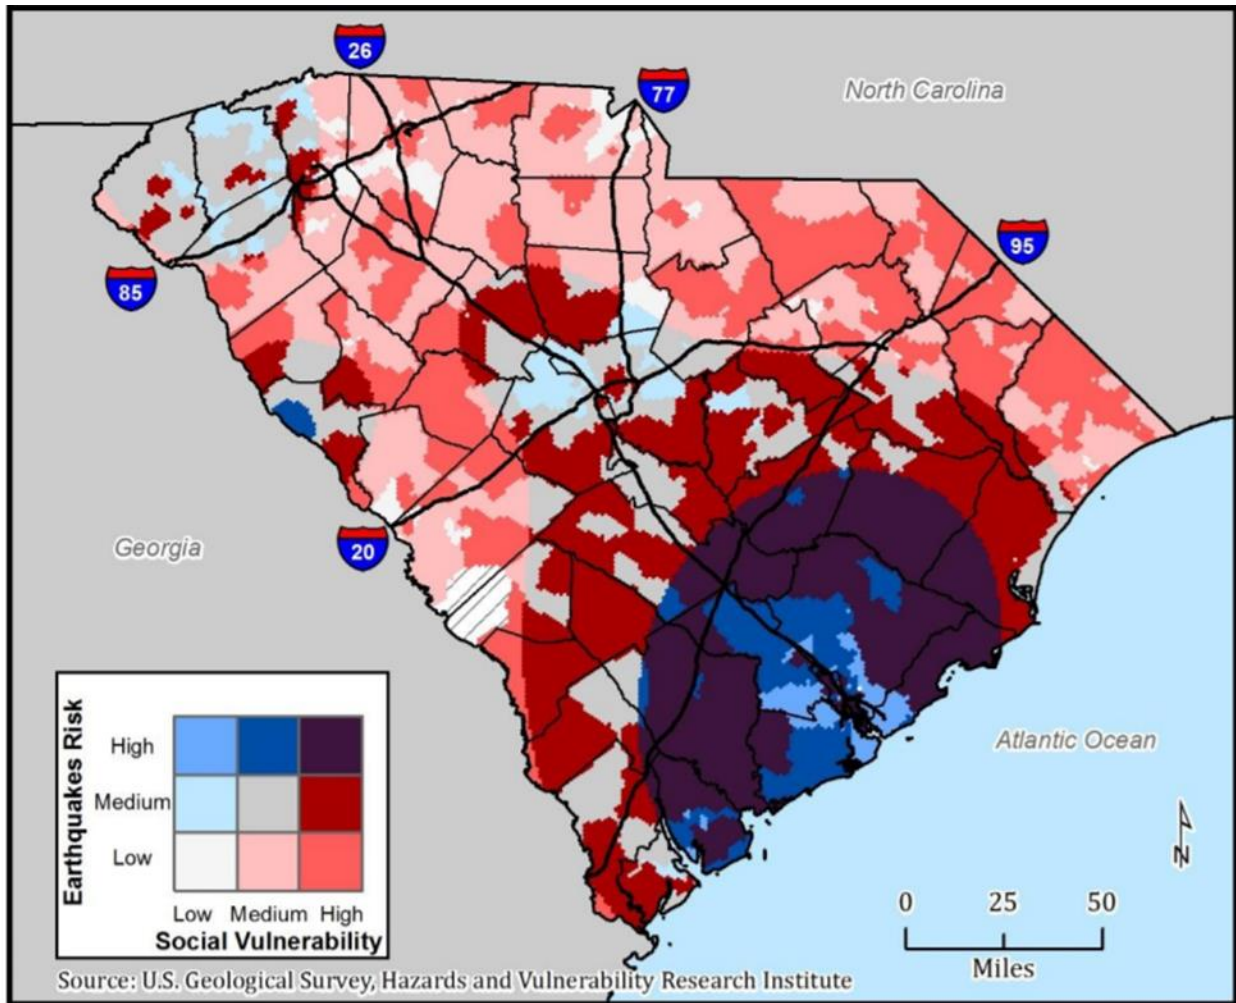 26
77
North Carolina
95
85
Georgia
20
Atlantic Ocean
Earthquakes Risk
High
Medium
Low
Low Medium High
Social Vulnerability
N
0 25 50
Miles
Source: U.S. Geological Survey, Hazards and Vulnerability Research Institute